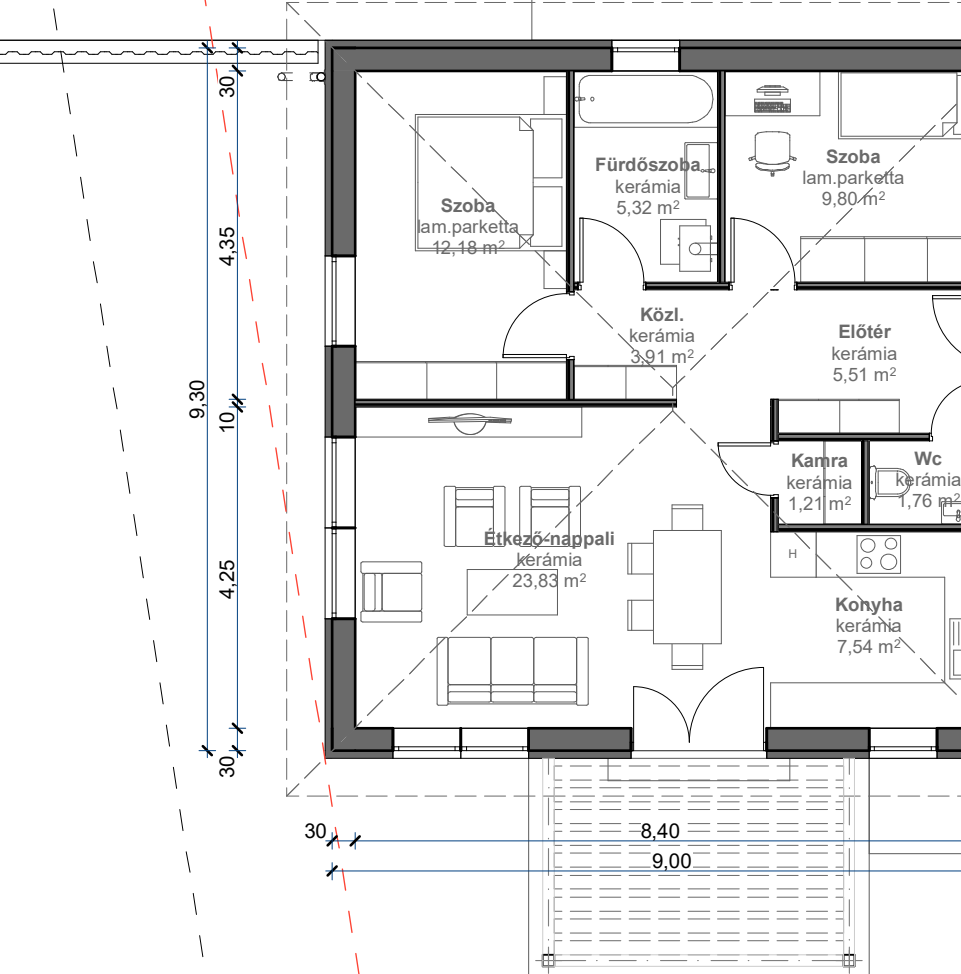 30
Fürdőszoba
kerámia
5,32 m²
Szoba
lam.parketta
9,80 m²
Szoba
lam.parketta
12,18 m²
4,35
Közl.
kerámia
3,91 m²
Előtér
kerámia
5,51 m²
9,30
10
Kamra
kerámia
1,21 m²
Wc
kerámia
1,76 m²
Étkező-nappali
kerámia
23,83 m²
H
4,25
Konyha
kerámia
7,54 m²
30
30
8,40
9,00